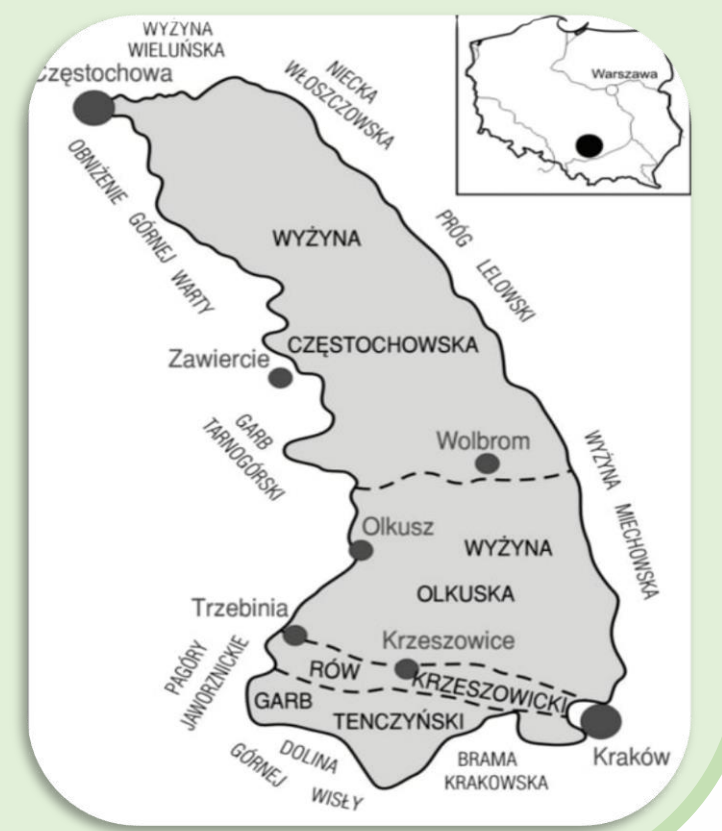 WYŻYNA
WIELUŃSKA
Częstochowa
NIECKA
WŁOSZCZOWSKA
Warszawa
OBNIŻENIE GÓRNEJ WARTY
WYŻYNA
PRÓG LELOWSKI
CZĘSTOCHOWSKA
Zawiercie
GARB
TARNOGÓRSKI
Wolbrom
WYŻYNA MIECHOWSKA
Olkusz
WYŻYNA
OLKUSKA
Trzebinia
Krzeszowice
PAGÓRY
JAWORZNICKIE
RÓW KRZESZOWICKI
GARB TENCZYŃSKI
Kraków
DOLINA
GÓRNEJ WISŁY
BRAMA
KRAKOWSKA